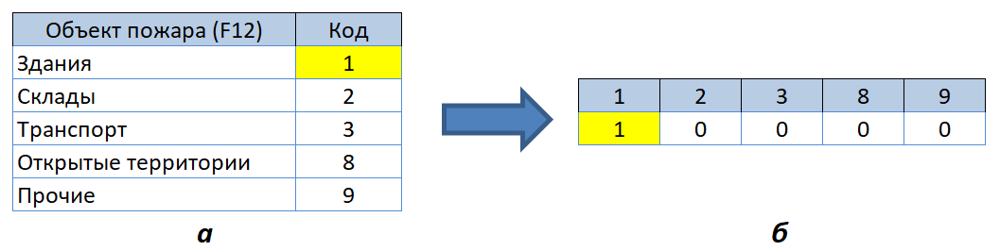 Объект пожара (F12) Код
Здания 1
Склады 2
Транспорт 3
Открытые территории 8
Прочие 9
а
1 2 3 8 9
1 0 0 0 0
б